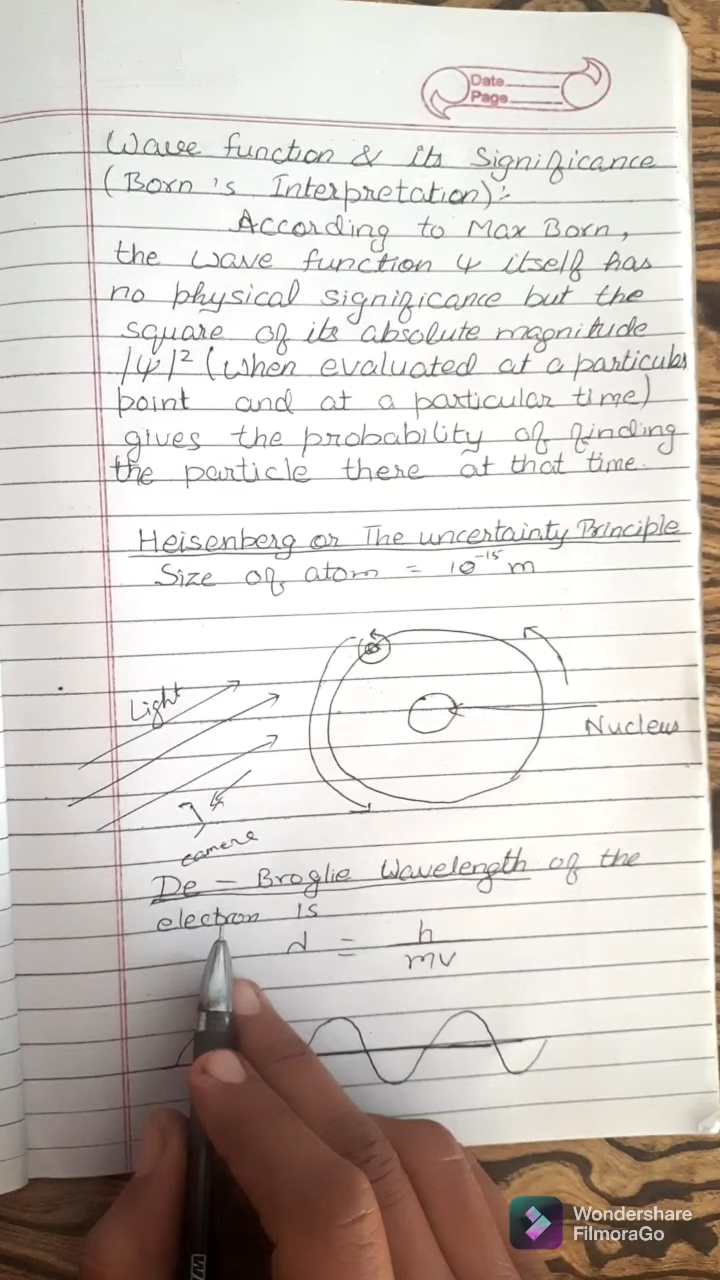 Date
Page
Wave function & its Significance
(Born's Interpretation):-
According to Max Born,
the wave function ψ itself has
no physical significance but the
square of its absolute magnitude
|ψ|² (when evaluated at a particular
point and at a particular time)
gives the probability of finding
the particle there at that time.
Heisenberg or The uncertainty Principle
Size of atom = 10⁻¹⁵ m
Light
Nucleus
camere
De - Broglie Wavelength of the
electron is
λ = h/mv
Wondershare
FilmoraGo